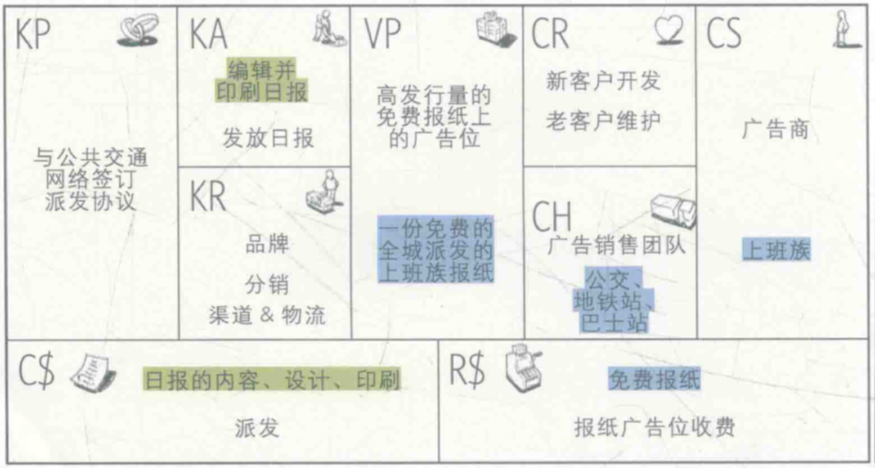 KP
与公共交通
网络签订
派发协议
KA
编辑并
印刷日报
发放日报
KR
品牌
分销
渠道 & 物流
VP
高发行量的
免费报纸上
的广告位
一份免费的
全城派发的
上班族报纸
CR
新客户开发
老客户维护
CH
广告销售团队
公交、
地铁站、
巴士站
CS
广告商
上班族
C$
日报的内容、设计、印刷
派发
R$
免费报纸
报纸广告位收费